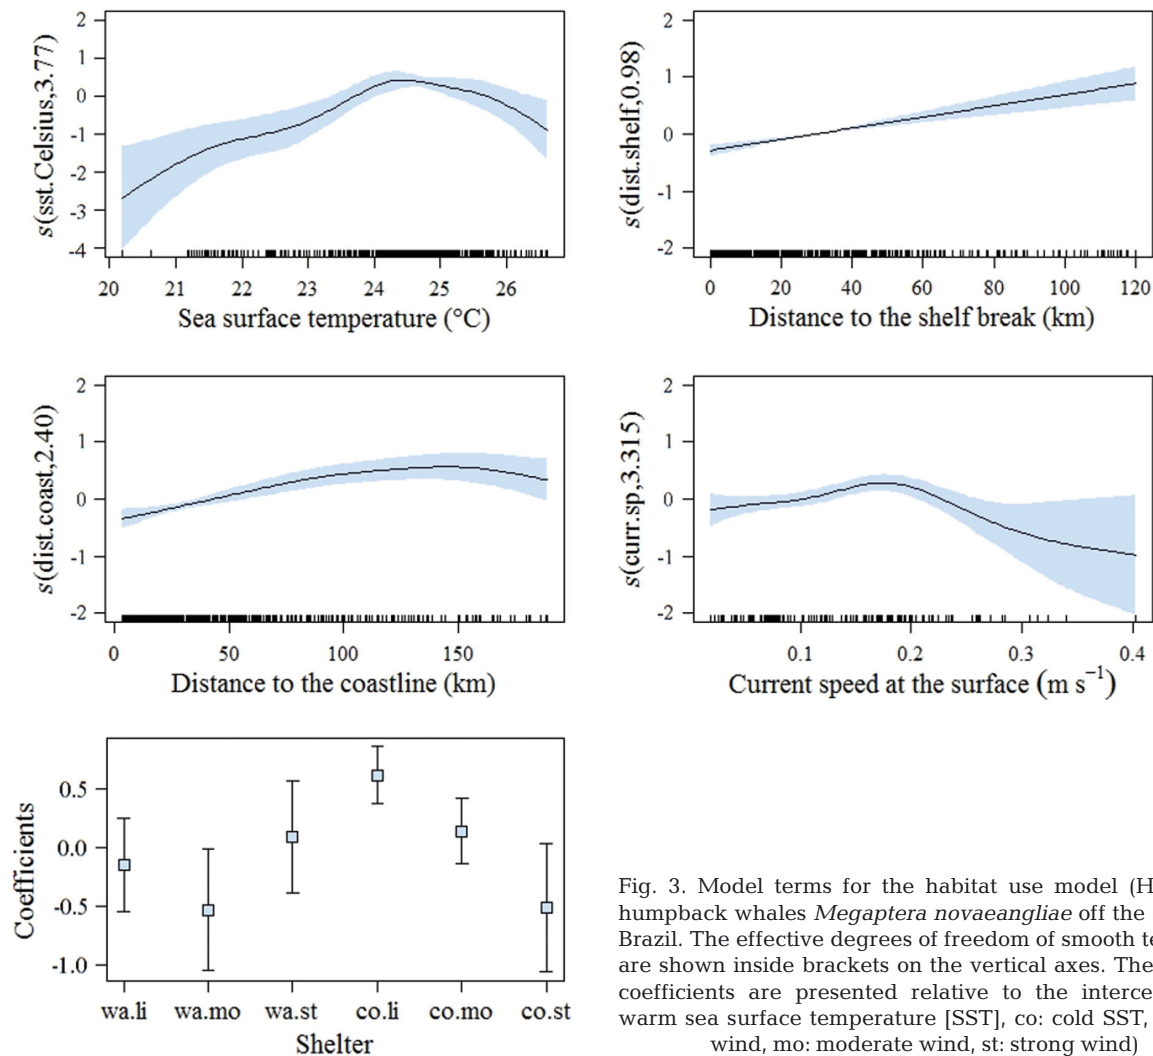 2
1
0
-1
-2
-3
-4
s(sst.Celsius,3.77)
20 21 22 23 24 25 26
Sea surface temperature (°C)
2
1
0
-1
-2
s(dist.shelf,0.98)
0 20 40 60 80 100 120
Distance to the shelf break (km)
2
1
0
-1
-2
s(dist.coast,2.40)
0 50 100 150
Distance to the coastline (km)
2
1
0
-1
-2
s(curr.sp,3.315)
0.1 0.2 0.3 0.4
Current speed at the surface (m s⁻¹)
0.5
0.0
-0.5
-1.0
Coefficients
wa.li wa.mo wa.st co.li co.mo co.st
Shelter
Fig. 3. Model terms for the habitat use model (H
humpback whales Megaptera novaeangliae off the
Brazil. The effective degrees of freedom of smooth te
are shown inside brackets on the vertical axes. The
coefficients are presented relative to the interce
warm sea surface temperature [SST], co: cold SST,
wind, mo: moderate wind, st: strong wind)